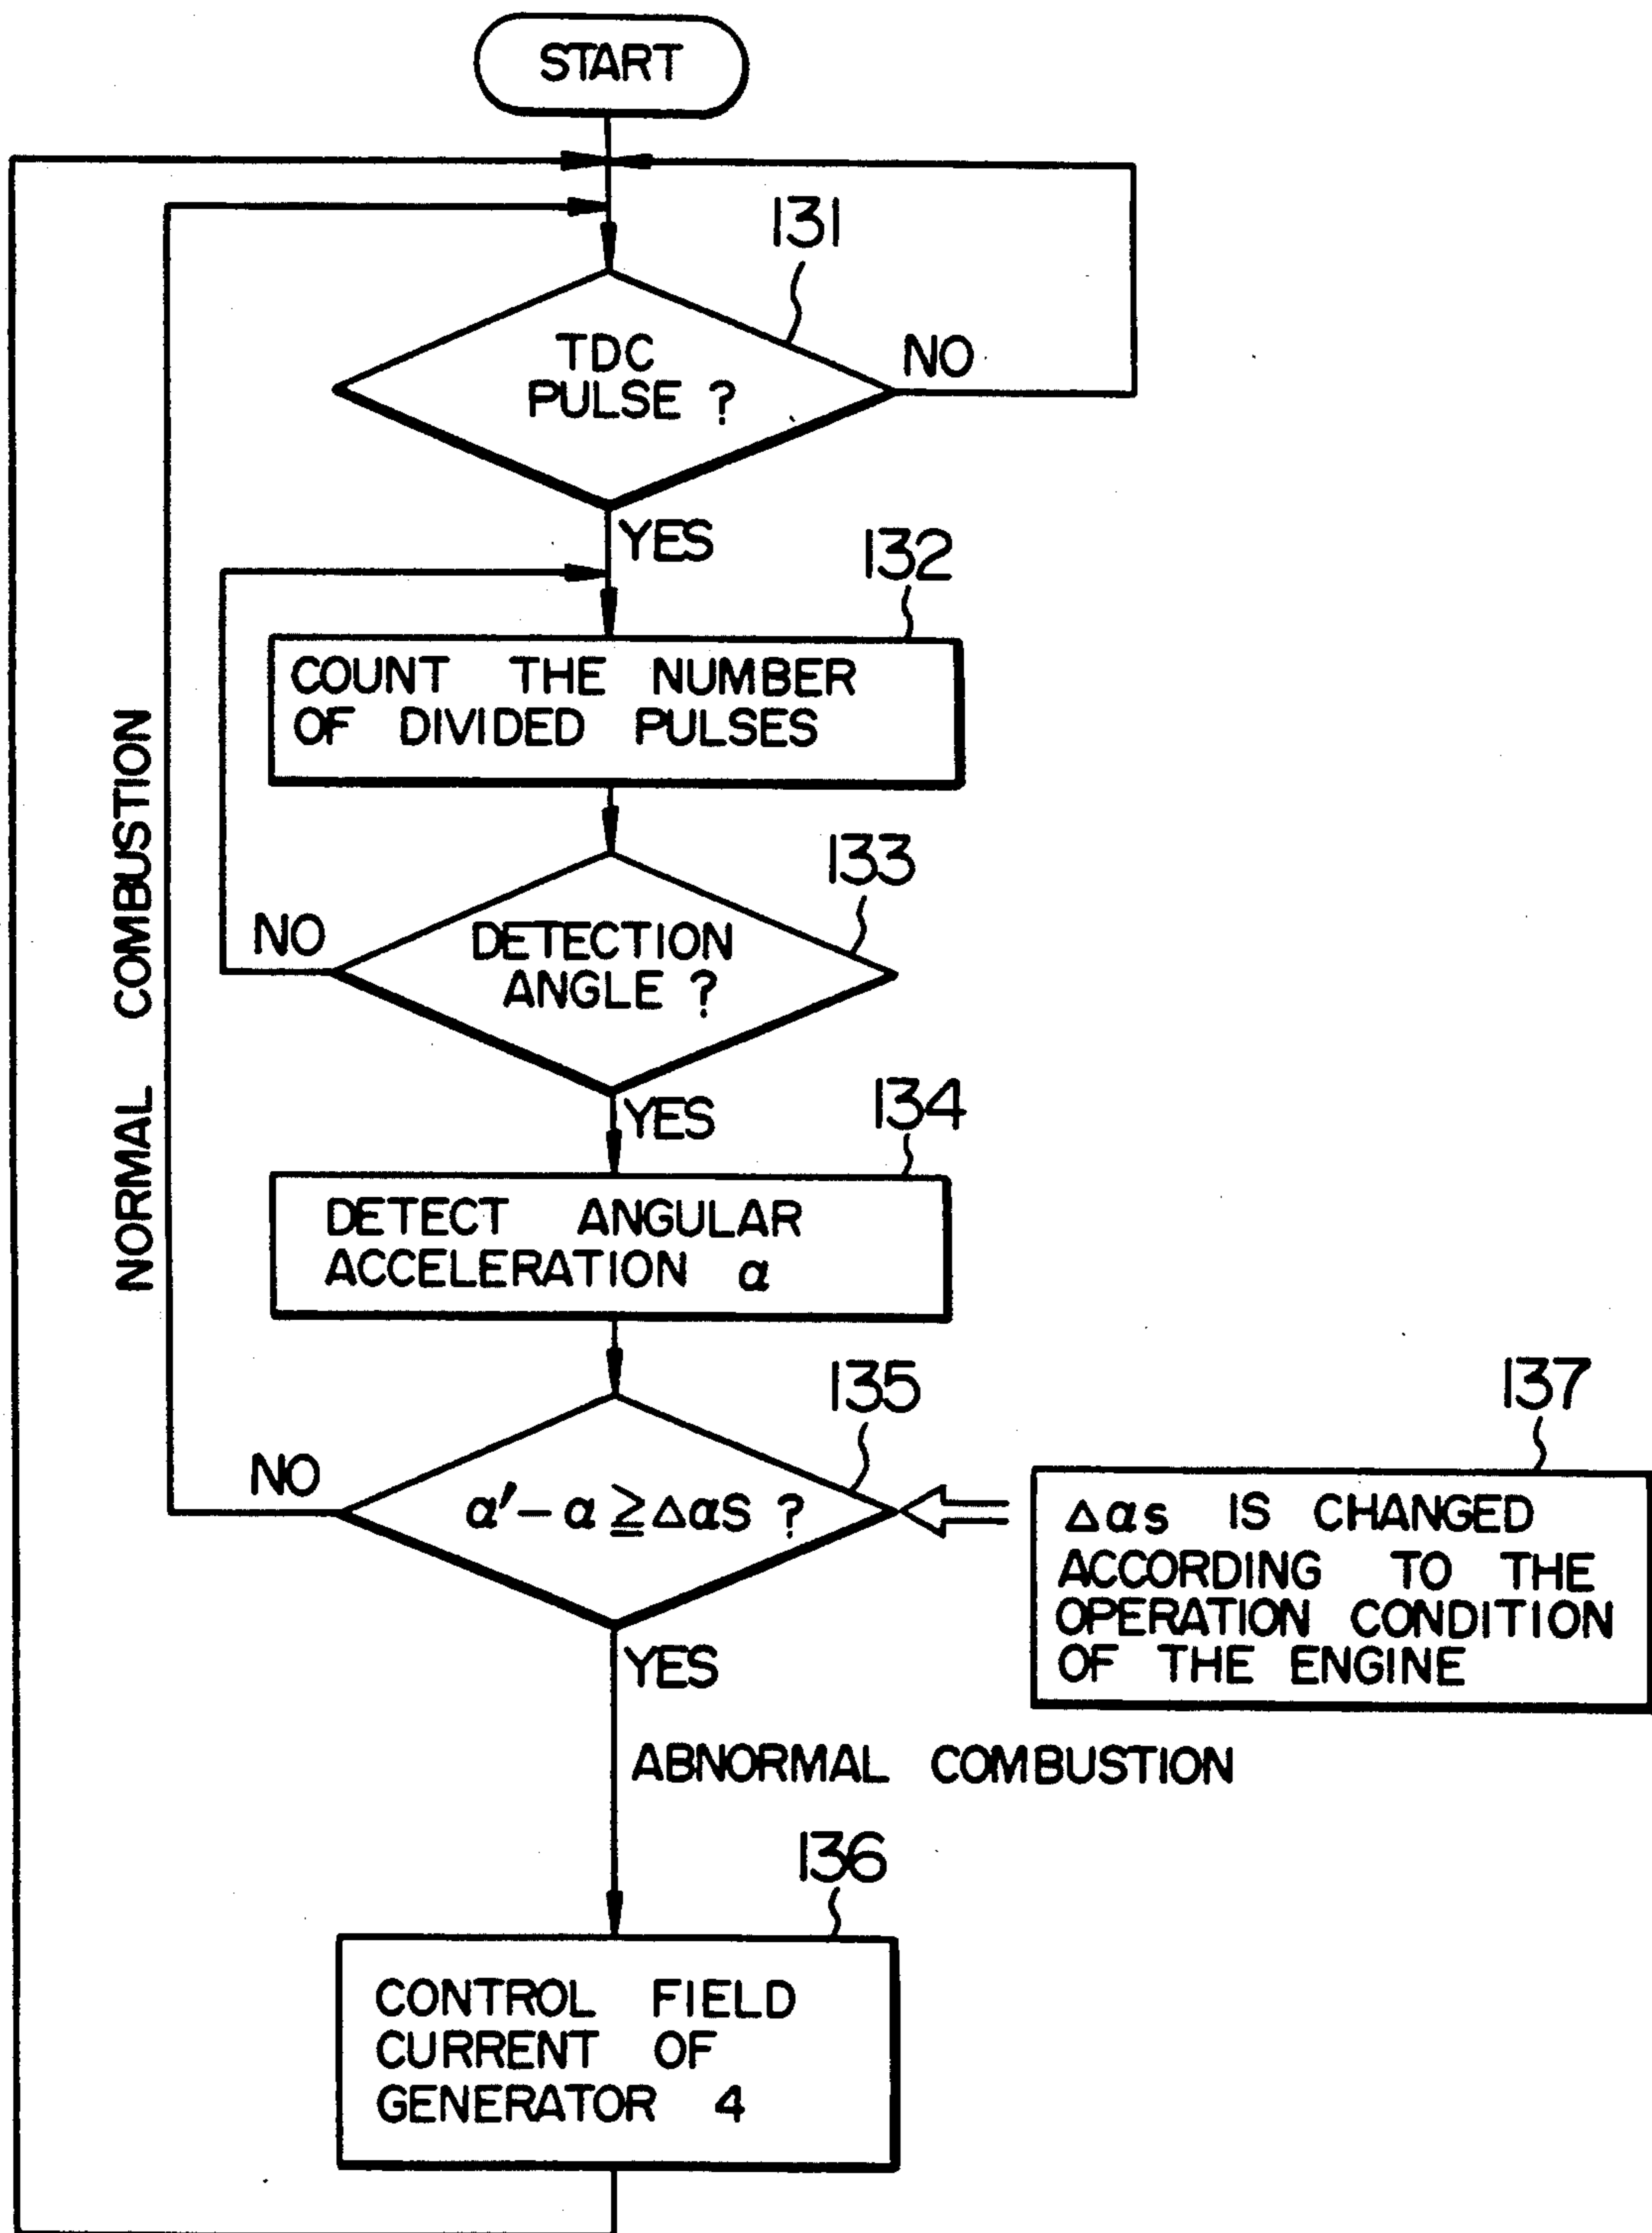 START
131
TDC
PULSE ?
NO
YES
132
COUNT THE NUMBER
OF DIVIDED PULSES
133
NO
DETECTION
ANGLE ?
YES
134
DETECT ANGULAR
ACCELERATION α
NORMAL COMBUSTION
135
NO
α′−α ≧ ΔαS ?
137
Δαs IS CHANGED
ACCORDING TO THE
OPERATION CONDITION
OF THE ENGINE
YES
ABNORMAL COMBUSTION
136
CONTROL FIELD
CURRENT OF
GENERATOR 4